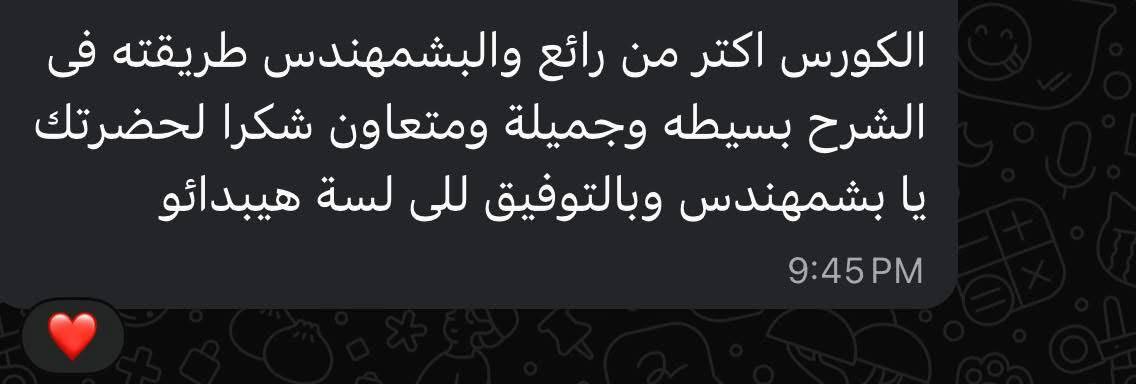 الكورس اكتر من رائع والبشمهندس طريقته فى
الشرح بسيطه وجميلة ومتعاون شكرا لحضرتك
يا بشمهندس وبالتوفيق للى لسة هيبدائو
9:45 PM